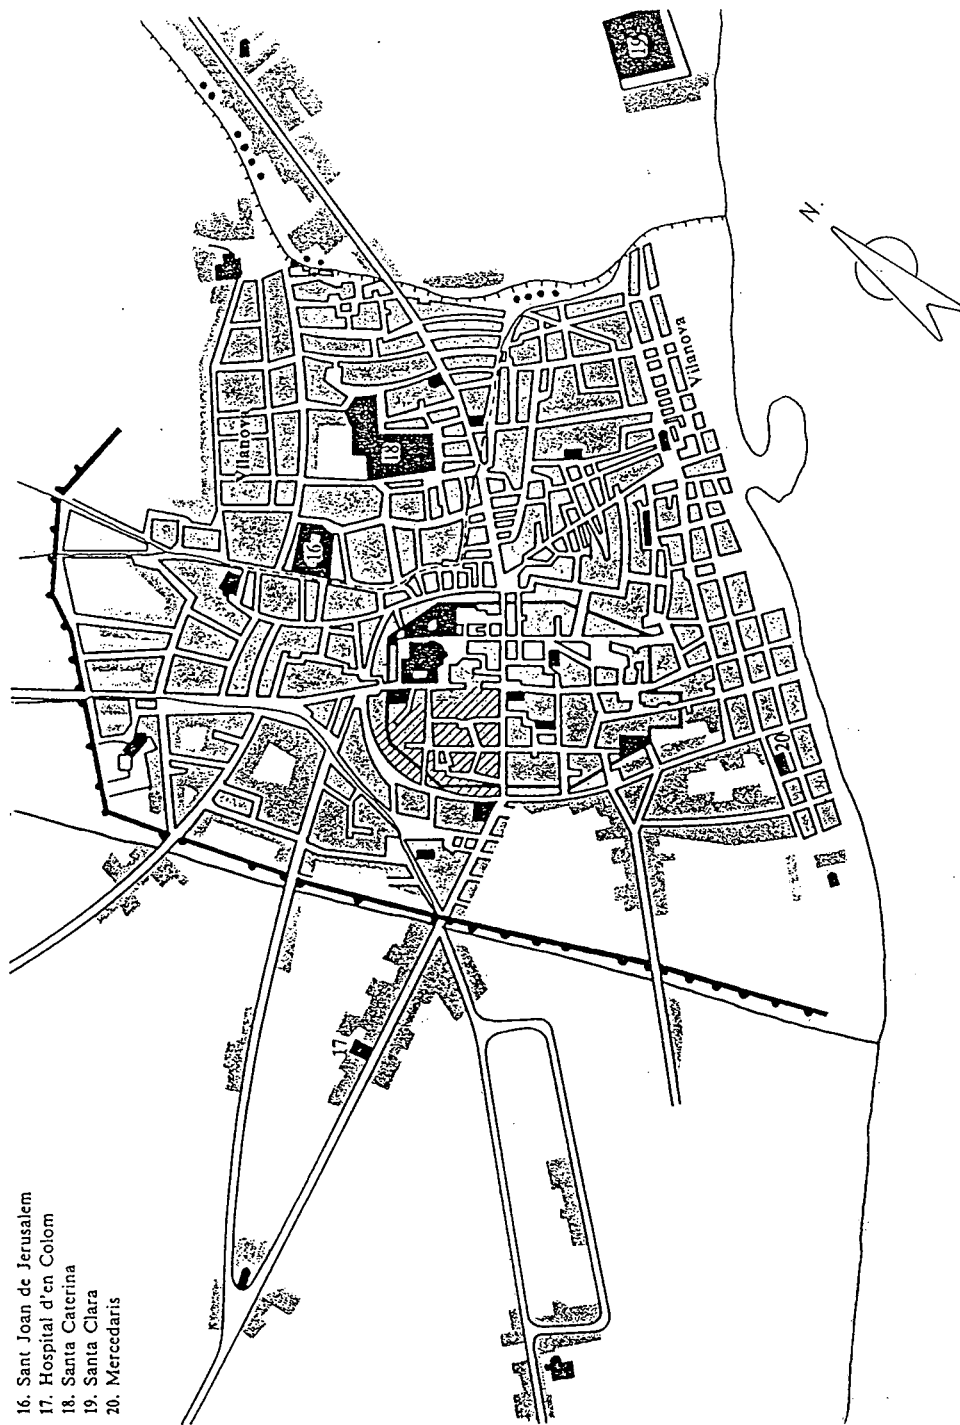 16. Sant Joan de Jerusalem
17. Hospital d'en Colom
18. Santa Caterina
19. Santa Clara
20. Mercedaris
17
20
16
18
Vilanova
Vilanova
19
N.